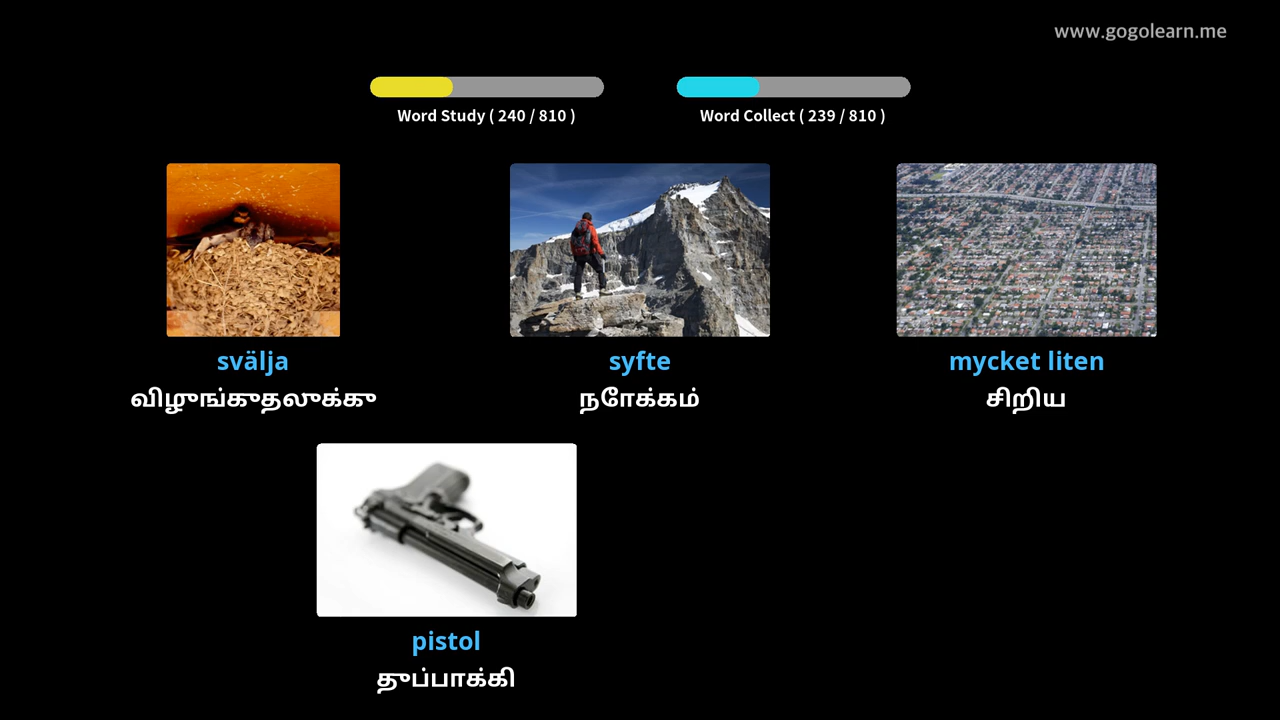 www.gogolearn.me
Word Study ( 240 / 810 )
Word Collect ( 239 / 810 )
svälja
விழுங்குதலுக்கு
syfte
நோக்கம்
mycket liten
சிறிய
pistol
துப்பாக்கி